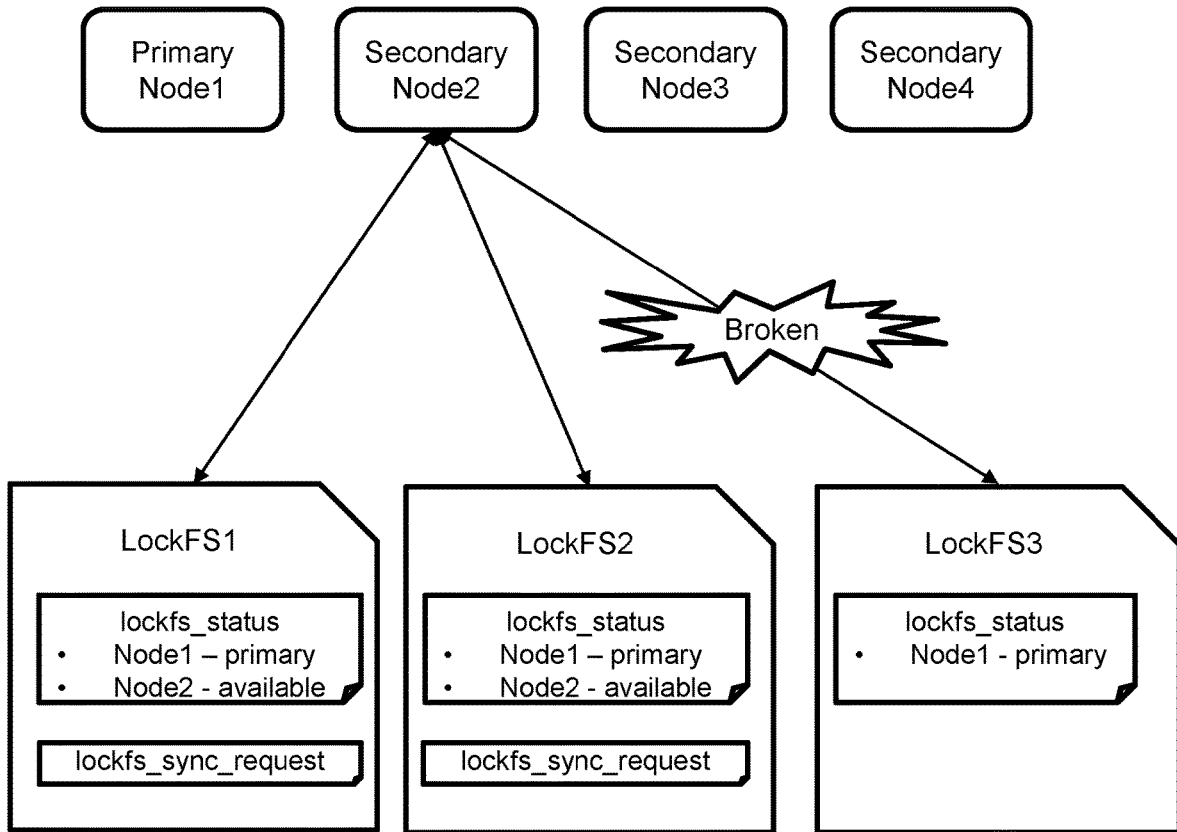 Primary
Node1
Secondary
Node2
Secondary
Node3
Secondary
Node4
Broken
LockFS1
lockfs_status
• Node1 – primary
• Node2 - available
lockfs_sync_request
LockFS2
lockfs_status
• Node1 – primary
• Node2 - available
lockfs_sync_request
LockFS3
lockfs_status
• Node1 - primary